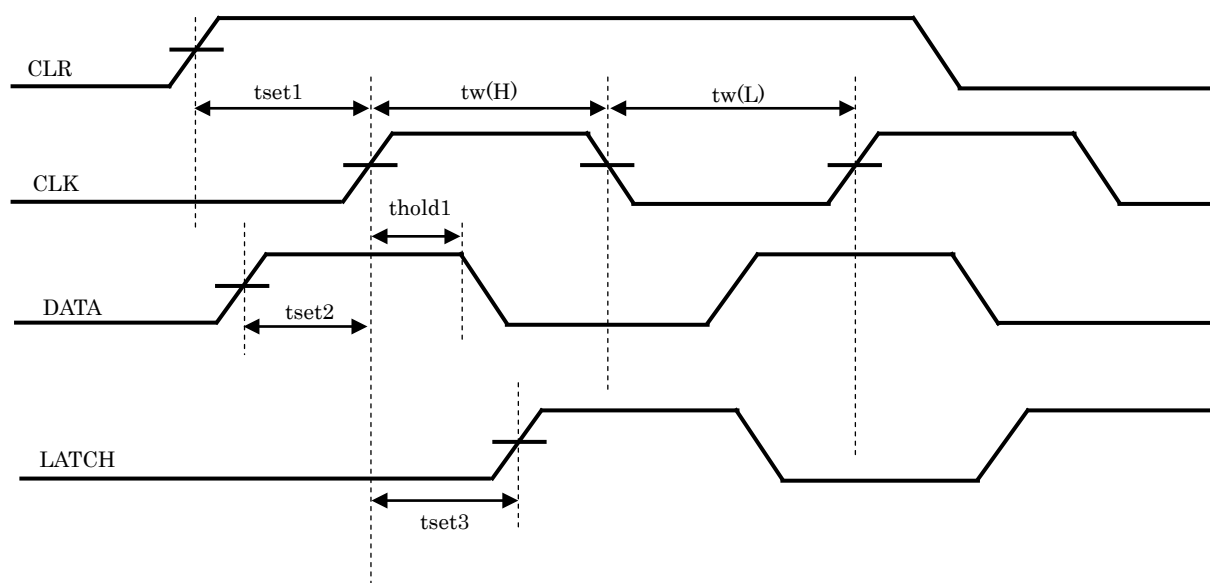 CLR
tset1
tw(H)
tw(L)
CLK
thold1
DATA
tset2
LATCH
tset3